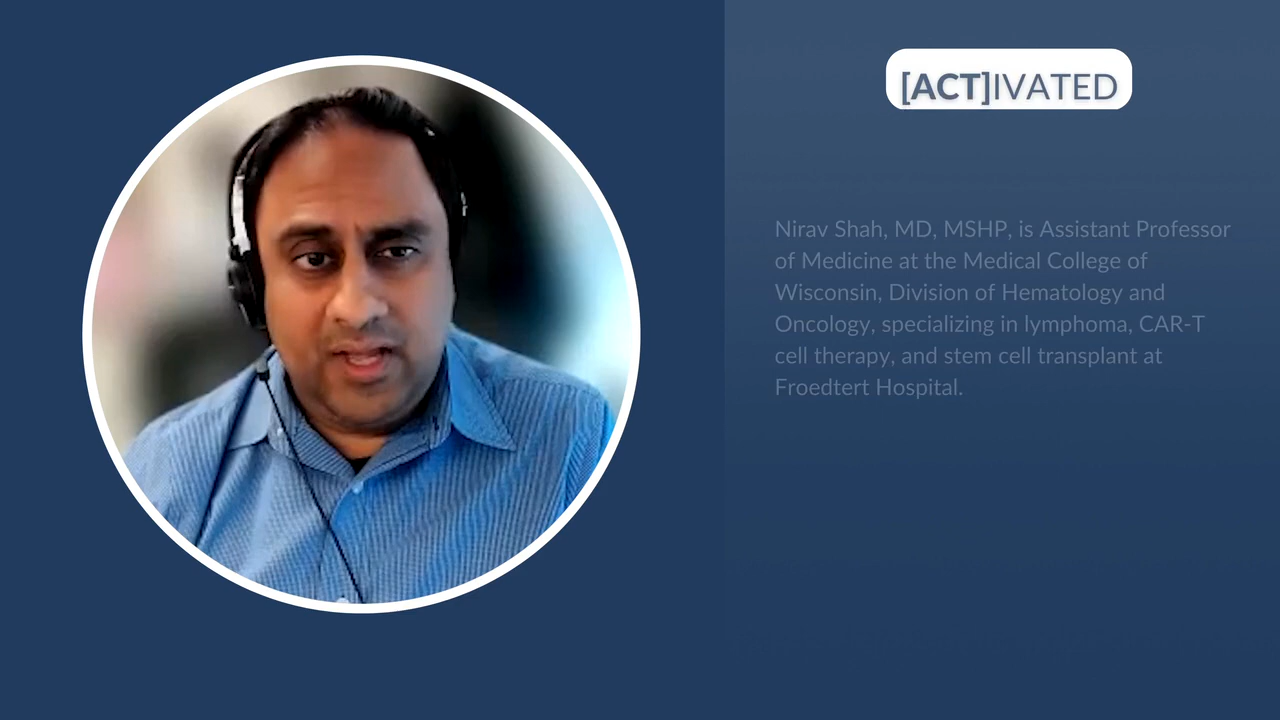 [ACT]IVATED
Nirav Shah, MD, MSHP, is Assistant Professor
of Medicine at the Medical College of
Wisconsin, Division of Hematology and
Oncology, specializing in lymphoma, CAR-T
cell therapy, and stem cell transplant at
Froedtert Hospital.